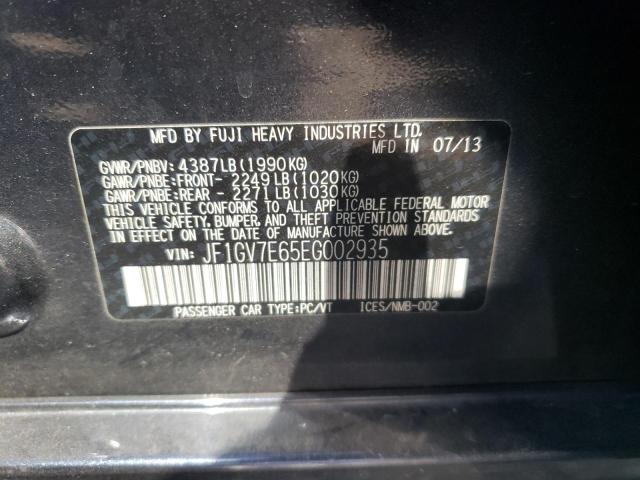 MFD BY FUJI HEAVY INDUSTRIES LTD.
MFD IN 07/13
GVWR/PNBV: 4387LB(1990KG)
GAWR/PNBE:FRONT- 2249LB(1020KG)
GAWR/PNBE:REAR - 2271LB(1030KG)
THIS VEHICLE CONFORMS TO ALL APPLICABLE FEDERAL MOTOR
VEHICLE SAFETY, BUMPER, AND THEFT PREVENTION STANDARDS
IN EFFECT ON THE DATE OF MANUFACTURE SHOWN ABOVE.
VIN: JF1GV7E65EG002935
PASSENGER CAR TYPE:PC/VT ICES/NMB-002